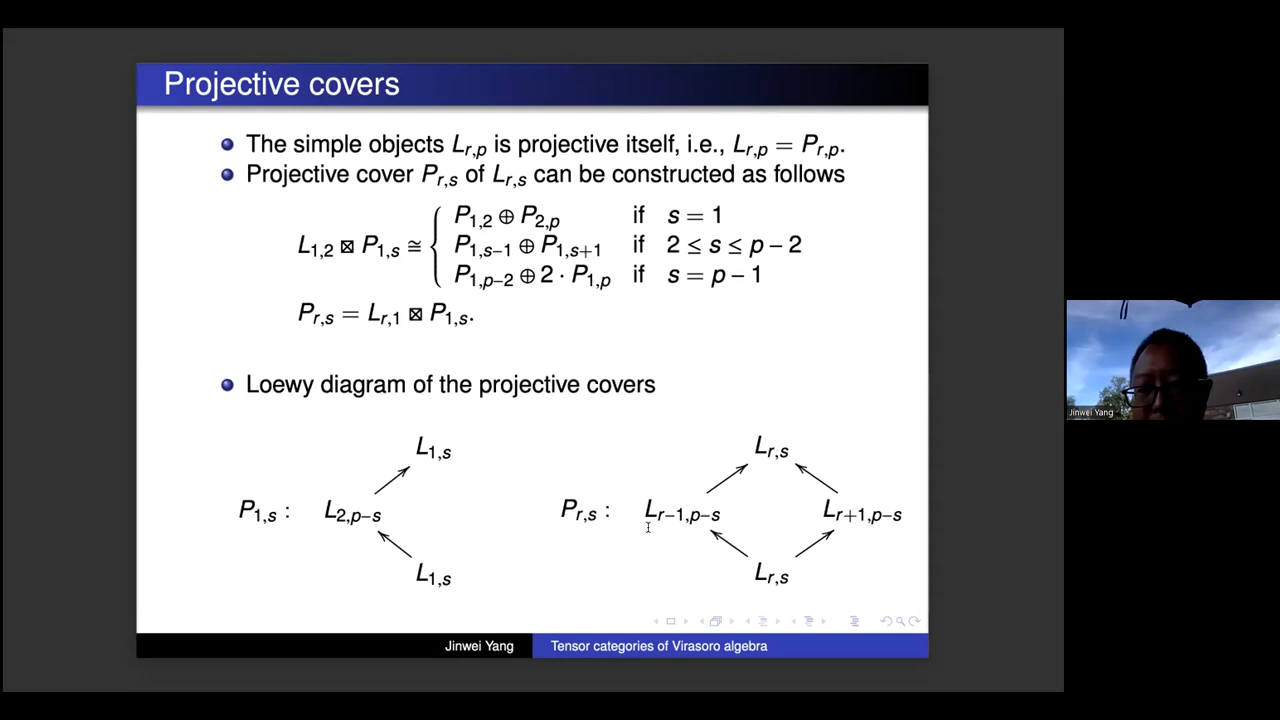 Projective covers
The simple objects L_{r,p} is projective itself, i.e., L_{r,p} = P_{r,p}.
Projective cover P_{r,s} of L_{r,s} can be constructed as follows
P_{1,2} ⊕ P_{2,p} if s = 1
L_{1,2} ⊠ P_{1,s} ≅ { P_{1,s−1} ⊕ P_{1,s+1} if 2 ≤ s ≤ p − 2
P_{1,p−2} ⊕ 2 · P_{1,p} if s = p − 1
P_{r,s} = L_{r,1} ⊠ P_{1,s}.
Loewy diagram of the projective covers
L_{1,s} L_{r,s}
P_{1,s} : L_{2,p−s} P_{r,s} : L_{r−1,p−s} L_{r+1,p−s}
L_{1,s} L_{r,s}
Jinwei Yang Tensor categories of Virasoro algebra
Jinwei Yang